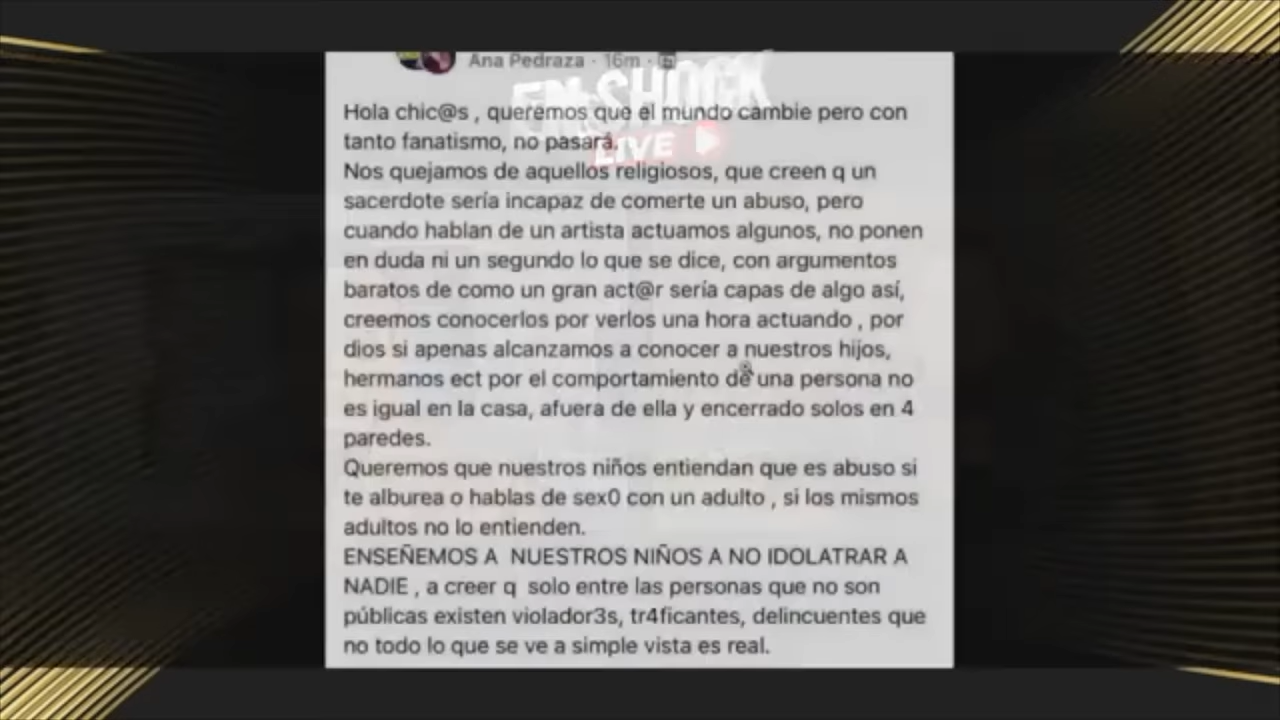 Ana Pedraza · 16m ·
EN SHOCK
LIVE
Hola chic@s , queremos que el mundo cambie pero con
tanto fanatismo, no pasará.
Nos quejamos de aquellos religiosos, que creen q un
sacerdote sería incapaz de comerte un abuso, pero
cuando hablan de un artista actuamos algunos, no ponen
en duda ni un segundo lo que se dice, con argumentos
baratos de como un gran act@r sería capas de algo así,
creemos conocerlos por verlos una hora actuando , por
dios si apenas alcanzamos a conocer a nuestros hijos,
hermanos ect por el comportamiento de una persona no
es igual en la casa, afuera de ella y encerrado solos en 4
paredes.
Queremos que nuestros niños entiendan que es abuso si
te alburea o hablas de sex0 con un adulto , si los mismos
adultos no lo entienden.
ENSEÑEMOS A  NUESTROS NIÑOS A NO IDOLATRAR A
NADIE , a creer q  solo entre las personas que no son
públicas existen violador3s, tr4ficantes, delincuentes que
no todo lo que se ve a simple vista es real.